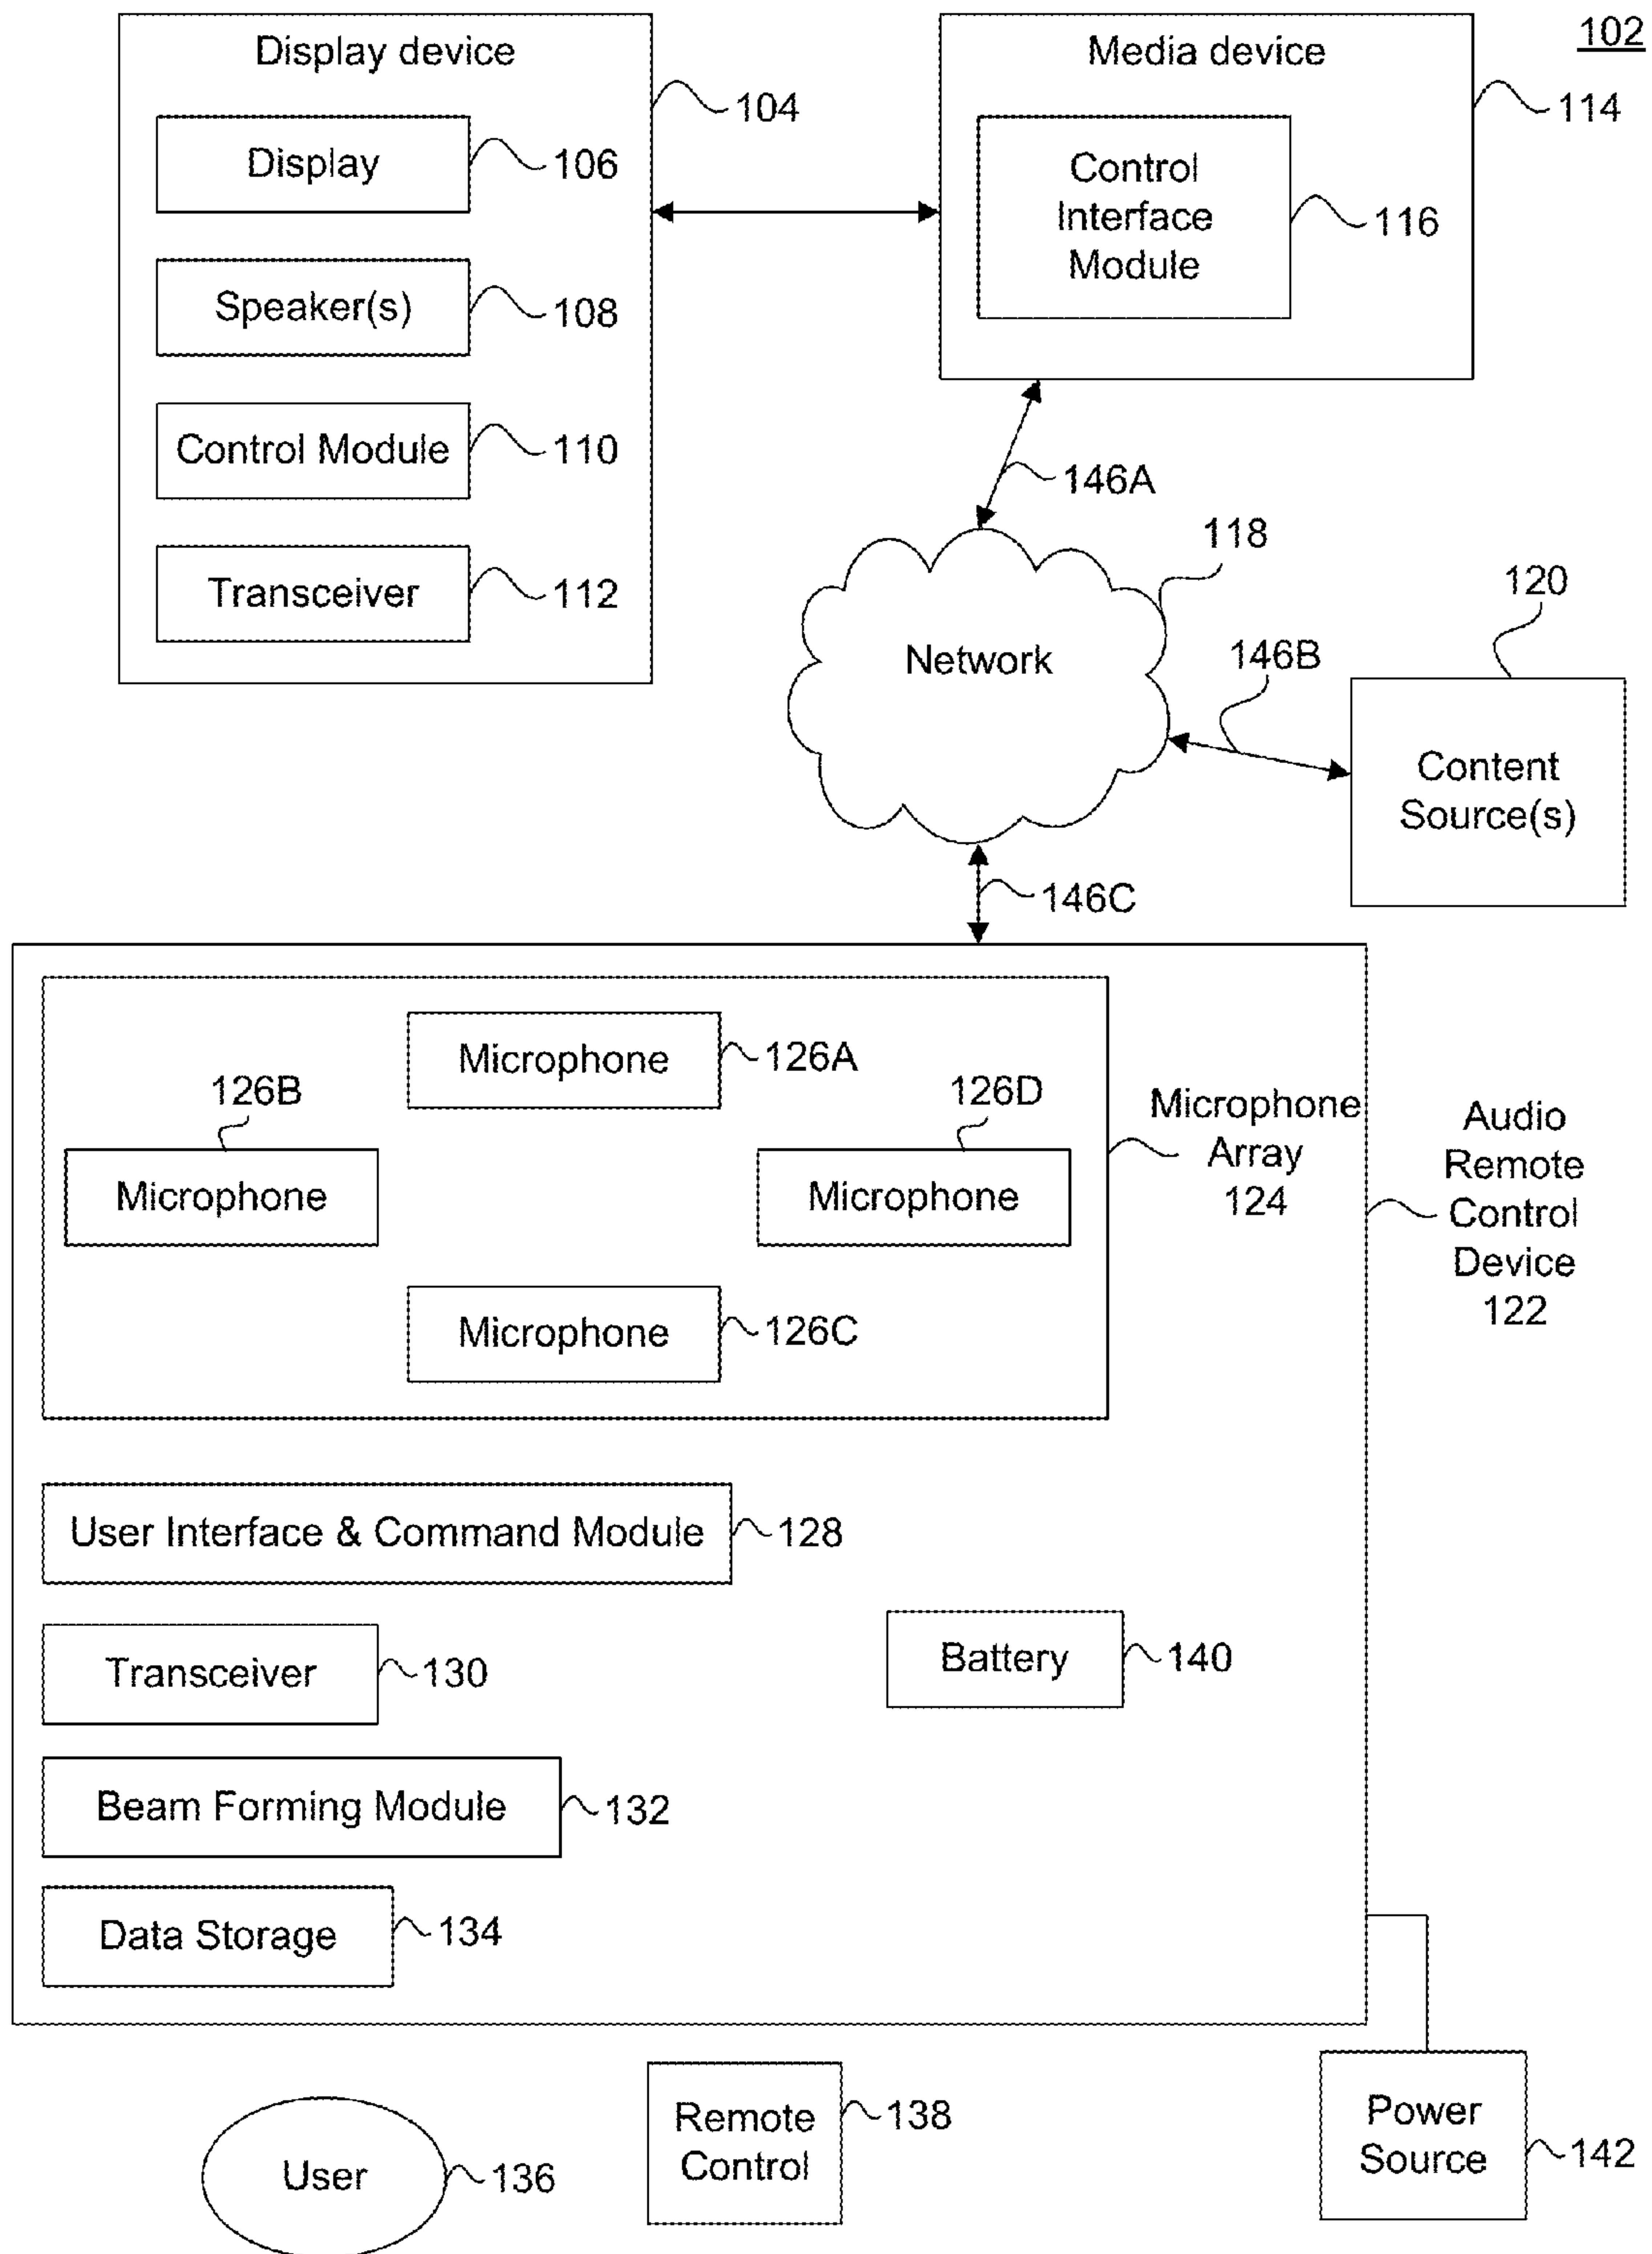 102
Display device
104
Display
106
Speaker(s)
108
Control Module
110
Transceiver
112
Media device
114
Control
Interface
Module
116
146A
118
Network
146B
120
Content
Source(s)
146C
Microphone
126A
126B
Microphone
126D
Microphone
Microphone
126C
Microphone
Array
124
Audio
Remote
Control
Device
122
User Interface & Command Module
128
Transceiver
130
Battery
140
Beam Forming Module
132
Data Storage
134
User
136
Remote
Control
138
Power
Source
142